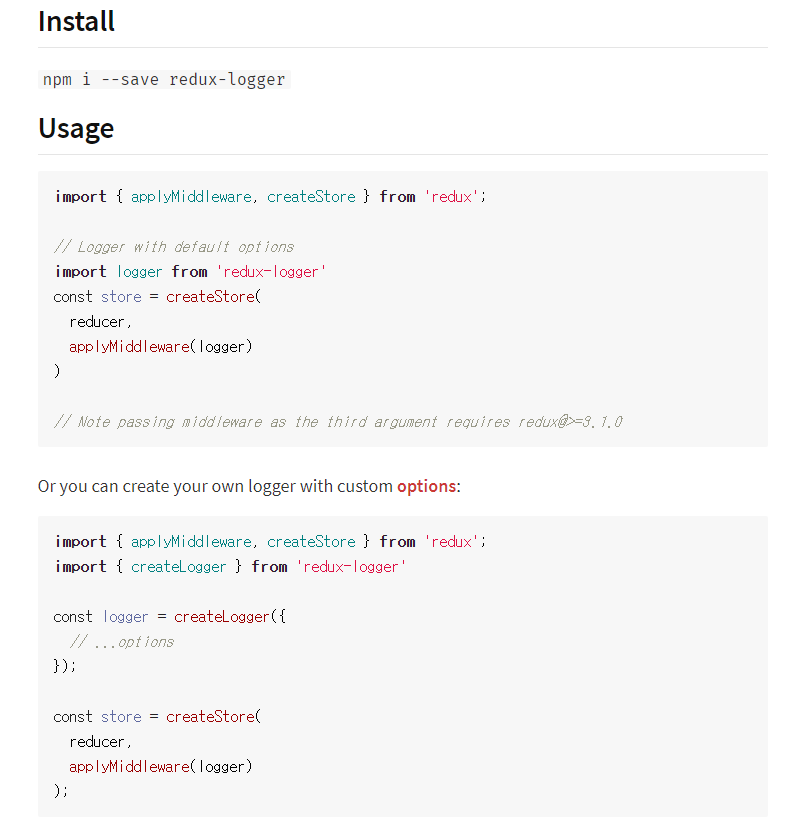 Install
npm i --save redux-logger
Usage
import { applyMiddleware, createStore } from 'redux';
// Logger with default options
import logger from 'redux-logger'
const store = createStore(
  reducer,
  applyMiddleware(logger)
)
// Note passing middleware as the third argument requires redux@>=3.1.0
Or you can create your own logger with custom options:
import { applyMiddleware, createStore } from 'redux';
import { createLogger } from 'redux-logger'
const logger = createLogger({
  // ...options
});
const store = createStore(
  reducer,
  applyMiddleware(logger)
);